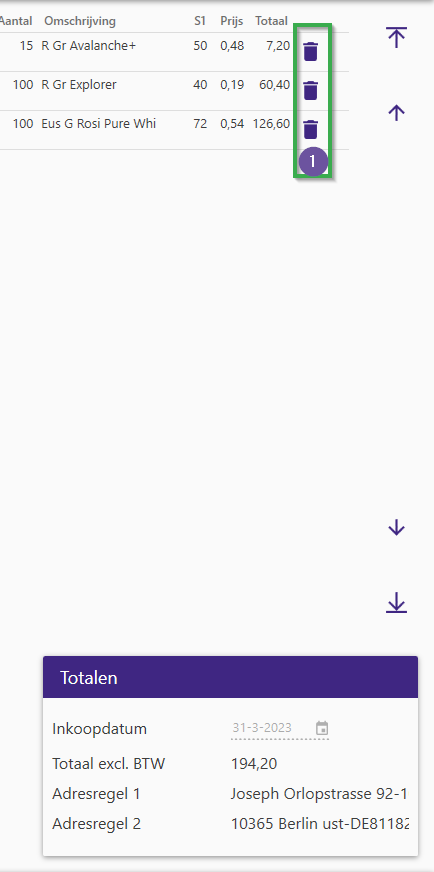 Aantal Omschrijving S1 Prijs Totaal
15 R Gr Avalanche+ 50 0,48 7,20
100 R Gr Explorer 40 0,19 60,40
100 Eus G Rosi Pure Whi 72 0,54 126,60
1
Totalen
Inkoopdatum 31-3-2023
Totaal excl. BTW 194,20
Adresregel 1 Joseph Orlopstrasse 92-1
Adresregel 2 10365 Berlin ust-DE81182